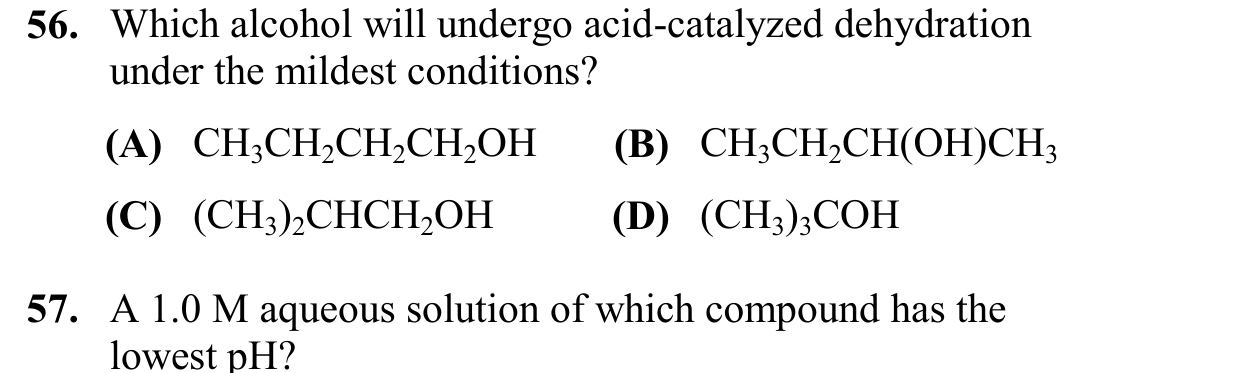 56. Which alcohol will undergo acid-catalyzed dehydration
under the mildest conditions?
(A) CH₃CH₂CH₂CH₂OH (B) CH₃CH₂CH(OH)CH₃
(C) (CH₃)₂CHCH₂OH (D) (CH₃)₃COH
57. A 1.0 M aqueous solution of which compound has the
lowest pH?